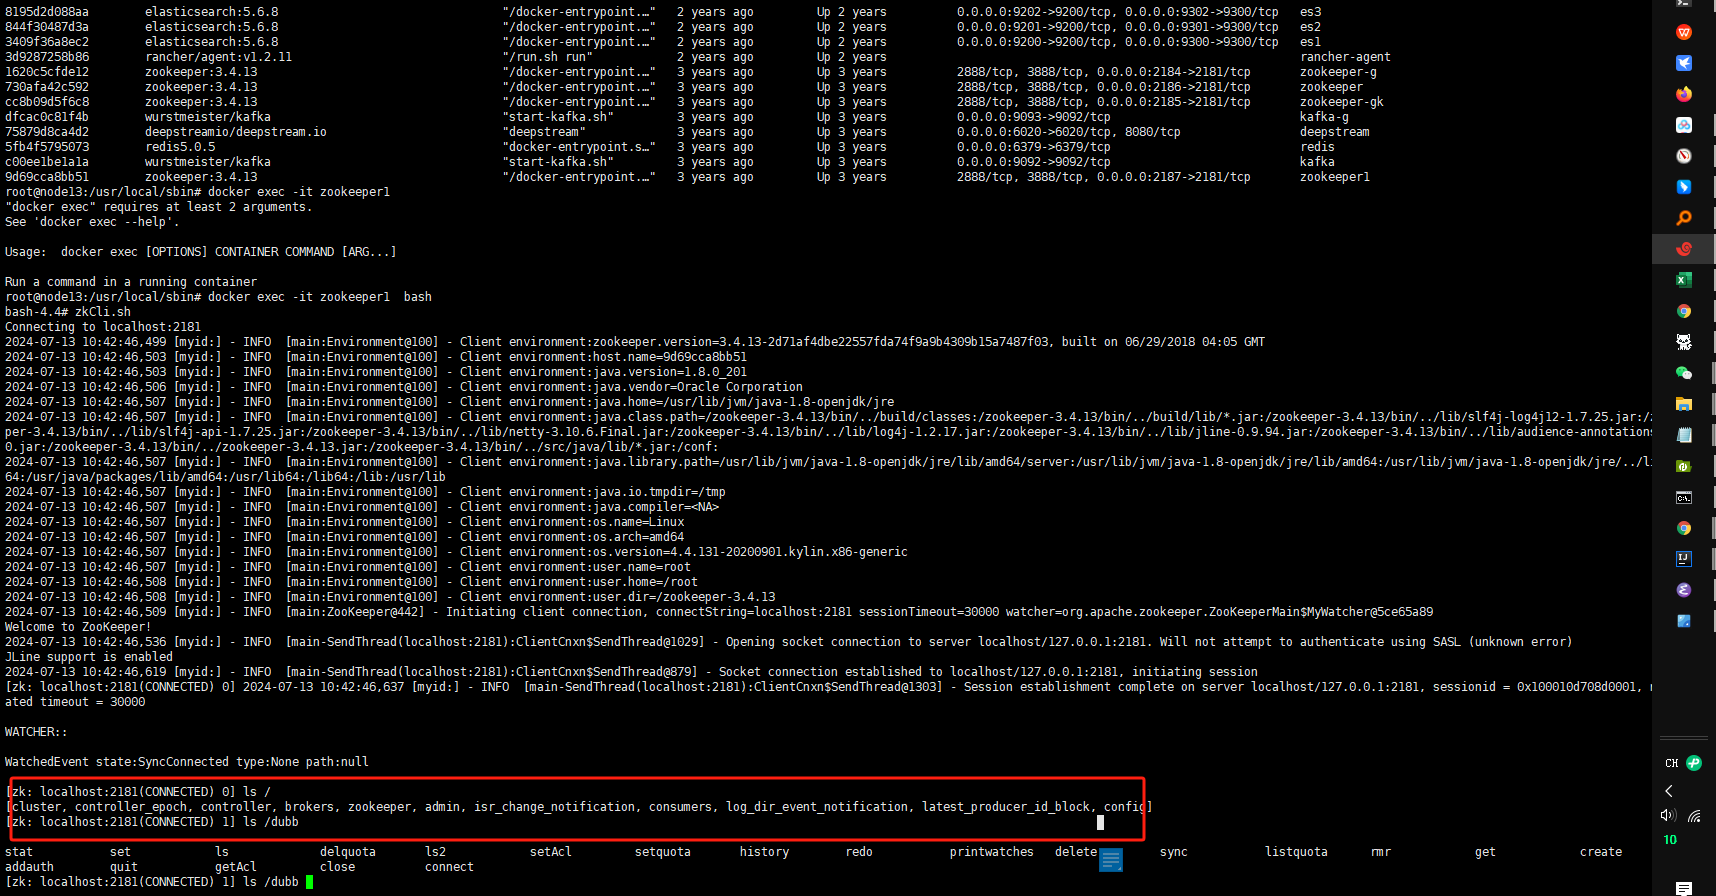 8195d2d088aa elasticsearch:5.6.8 "/docker-entrypoint.…" 2 years ago Up 2 years 0.0.0.0:9202->9200/tcp, 0.0.0.0:9302->9300/tcp es3
844f30487d3a elasticsearch:5.6.8 "/docker-entrypoint.…" 2 years ago Up 2 years 0.0.0.0:9201->9200/tcp, 0.0.0.0:9301->9300/tcp es2
3409f36a8ec2 elasticsearch:5.6.8 "/docker-entrypoint.…" 2 years ago Up 2 years 0.0.0.0:9200->9200/tcp, 0.0.0.0:9300->9300/tcp es1
3d9287258b86 rancher/agent:v1.2.11 "/run.sh run" 2 years ago Up 2 years rancher-agent
1620c5cfde12 zookeeper:3.4.13 "/docker-entrypoint.…" 3 years ago Up 3 years 2888/tcp, 3888/tcp, 0.0.0.0:2184->2181/tcp zookeeper-g
730afa42c592 zookeeper:3.4.13 "/docker-entrypoint.…" 3 years ago Up 3 years 2888/tcp, 3888/tcp, 0.0.0.0:2186->2181/tcp zookeeper
cc8b09d5f6c8 zookeeper:3.4.13 "/docker-entrypoint.…" 3 years ago Up 3 years 2888/tcp, 3888/tcp, 0.0.0.0:2185->2181/tcp zookeeper-gk
dfcac0c81f4b wurstmeister/kafka "start-kafka.sh" 3 years ago Up 3 years 0.0.0.0:9093->9092/tcp kafka-g
75879d8ca4d2 deepstreamio/deepstream.io "deepstream" 3 years ago Up 3 years 0.0.0.0:6020->6020/tcp, 8080/tcp deepstream
5fb4f5795073 redis5.0.5 "docker-entrypoint.s…" 3 years ago Up 3 years 0.0.0.0:6379->6379/tcp redis
c00ee1be1a1a wurstmeister/kafka "start-kafka.sh" 3 years ago Up 3 years 0.0.0.0:9092->9092/tcp kafka
9d69cca8bb51 zookeeper:3.4.13 "/docker-entrypoint.…" 3 years ago Up 3 years 2888/tcp, 3888/tcp, 0.0.0.0:2187->2181/tcp zookeeper1
root@node13:/usr/local/sbin# docker exec -it zookeeper1
"docker exec" requires at least 2 arguments.
See 'docker exec --help'.
Usage:  docker exec [OPTIONS] CONTAINER COMMAND [ARG...]
Run a command in a running container
root@node13:/usr/local/sbin# docker exec -it zookeeper1  bash
bash-4.4# zkCli.sh
Connecting to localhost:2181
2024-07-13 10:42:46,499 [myid:] - INFO  [main:Environment@100] - Client environment:zookeeper.version=3.4.13-2d71af4dbe22557fda74f9a9b4309b15a7487f03, built on 06/29/2018 04:05 GMT
2024-07-13 10:42:46,503 [myid:] - INFO  [main:Environment@100] - Client environment:host.name=9d69cca8bb51
2024-07-13 10:42:46,503 [myid:] - INFO  [main:Environment@100] - Client environment:java.version=1.8.0_201
2024-07-13 10:42:46,506 [myid:] - INFO  [main:Environment@100] - Client environment:java.vendor=Oracle Corporation
2024-07-13 10:42:46,507 [myid:] - INFO  [main:Environment@100] - Client environment:java.home=/usr/lib/jvm/java-1.8-openjdk/jre
2024-07-13 10:42:46,507 [myid:] - INFO  [main:Environment@100] - Client environment:java.class.path=/zookeeper-3.4.13/bin/../build/classes:/zookeeper-3.4.13/bin/../build/lib/*.jar:/zookeeper-3.4.13/bin/../lib/slf4j-log4j12-1.7.25.jar:/z
per-3.4.13/bin/../lib/slf4j-api-1.7.25.jar:/zookeeper-3.4.13/bin/../lib/netty-3.10.6.Final.jar:/zookeeper-3.4.13/bin/../lib/log4j-1.2.17.jar:/zookeeper-3.4.13/bin/../lib/jline-0.9.94.jar:/zookeeper-3.4.13/bin/../lib/audience-annotations
0.jar:/zookeeper-3.4.13/bin/../zookeeper-3.4.13.jar:/zookeeper-3.4.13/bin/../src/java/lib/*.jar:/conf:
2024-07-13 10:42:46,507 [myid:] - INFO  [main:Environment@100] - Client environment:java.library.path=/usr/lib/jvm/java-1.8-openjdk/jre/lib/amd64/server:/usr/lib/jvm/java-1.8-openjdk/jre/lib/amd64:/usr/lib/jvm/java-1.8-openjdk/jre/../li
64:/usr/java/packages/lib/amd64:/usr/lib64:/lib64:/lib:/usr/lib
2024-07-13 10:42:46,507 [myid:] - INFO  [main:Environment@100] - Client environment:java.io.tmpdir=/tmp
2024-07-13 10:42:46,507 [myid:] - INFO  [main:Environment@100] - Client environment:java.compiler=<NA>
2024-07-13 10:42:46,507 [myid:] - INFO  [main:Environment@100] - Client environment:os.name=Linux
2024-07-13 10:42:46,507 [myid:] - INFO  [main:Environment@100] - Client environment:os.arch=amd64
2024-07-13 10:42:46,507 [myid:] - INFO  [main:Environment@100] - Client environment:os.version=4.4.131-20200901.kylin.x86-generic
2024-07-13 10:42:46,507 [myid:] - INFO  [main:Environment@100] - Client environment:user.name=root
2024-07-13 10:42:46,508 [myid:] - INFO  [main:Environment@100] - Client environment:user.home=/root
2024-07-13 10:42:46,508 [myid:] - INFO  [main:Environment@100] - Client environment:user.dir=/zookeeper-3.4.13
2024-07-13 10:42:46,509 [myid:] - INFO  [main:ZooKeeper@442] - Initiating client connection, connectString=localhost:2181 sessionTimeout=30000 watcher=org.apache.zookeeper.ZooKeeperMain$MyWatcher@5ce65a89
Welcome to ZooKeeper!
2024-07-13 10:42:46,536 [myid:] - INFO  [main-SendThread(localhost:2181):ClientCnxn$SendThread@1029] - Opening socket connection to server localhost/127.0.0.1:2181. Will not attempt to authenticate using SASL (unknown error)
JLine support is enabled
2024-07-13 10:42:46,619 [myid:] - INFO  [main-SendThread(localhost:2181):ClientCnxn$SendThread@879] - Socket connection established to localhost/127.0.0.1:2181, initiating session
[zk: localhost:2181(CONNECTED) 0] 2024-07-13 10:42:46,637 [myid:] - INFO  [main-SendThread(localhost:2181):ClientCnxn$SendThread@1303] - Session establishment complete on server localhost/127.0.0.1:2181, sessionid = 0x100010d708d0001,
ated timeout = 30000
WATCHER::
WatchedEvent state:SyncConnected type:None path:null
[zk: localhost:2181(CONNECTED) 0] ls /
[cluster, controller_epoch, controller, brokers, zookeeper, admin, isr_change_notification, consumers, log_dir_event_notification, latest_producer_id_block, config]
[zk: localhost:2181(CONNECTED) 1] ls /dubb
stat set ls delquota ls2 setAcl setquota history redo printwatches delete sync listquota rmr get create
addauth quit getAcl close connect
[zk: localhost:2181(CONNECTED) 1] ls /dubb
CH
10